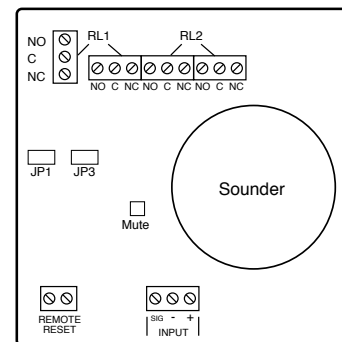 NO
C
NC
RL1
RL2
NO C NC NO C NC NO C NC
JP1
JP3
Mute
Sounder
REMOTE
RESET
SIG - +
INPUT